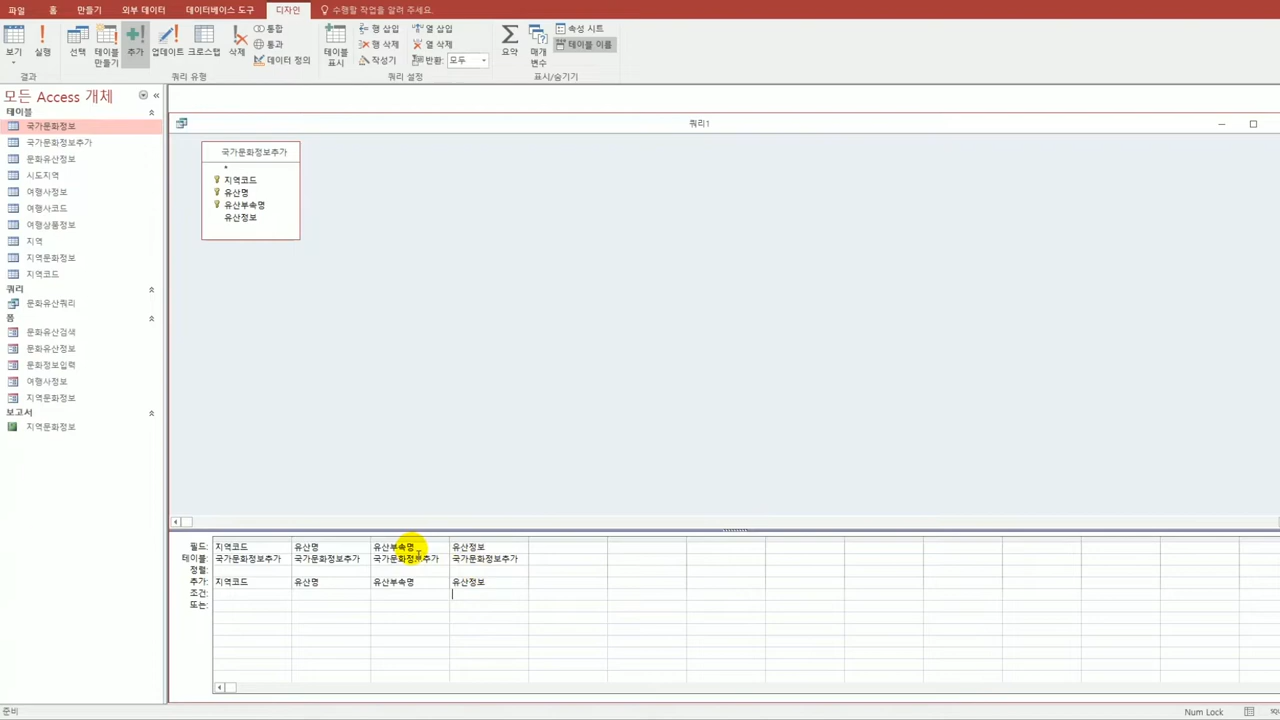 파일 홈 만들기 외부 데이터 데이터베이스 도구 디자인 수행할 작업을 알려 주세요.
보기 실행 선택 테이블 만들기 추가 업데이트 크로스탭 삭제 통합 통과 데이터 정의
테이블 표시 행 삽입 행 삭제 작성기 열 삽입 열 삭제 반환: 모두
요약 매개 변수 속성 시트 테이블 이름
결과 쿼리 유형 쿼리 설정 표시/숨기기
모든 Access 개체
테이블
국가문화정보
국가문화정보추가
문화유산정보
시도지역
여행사정보
여행사코드
여행상품정보
지역
지역문화정보
지역코드
쿼리
문화유산쿼리
폼
문화유산검색
문화유산정보
문화정보입력
여행사정보
지역문화정보
보고서
지역문화정보
쿼리1
국가문화정보추가
*
지역코드
유산명
유산부속명
유산정보
필드: 지역코드 유산명 유산부속명 유산정보
테이블: 국가문화정보추가 국가문화정보추가 국가문화정보추가 국가문화정보추가
정렬:
추가: 지역코드 유산명 유산부속명 유산정보
조건:
또는:
준비 Num Lock